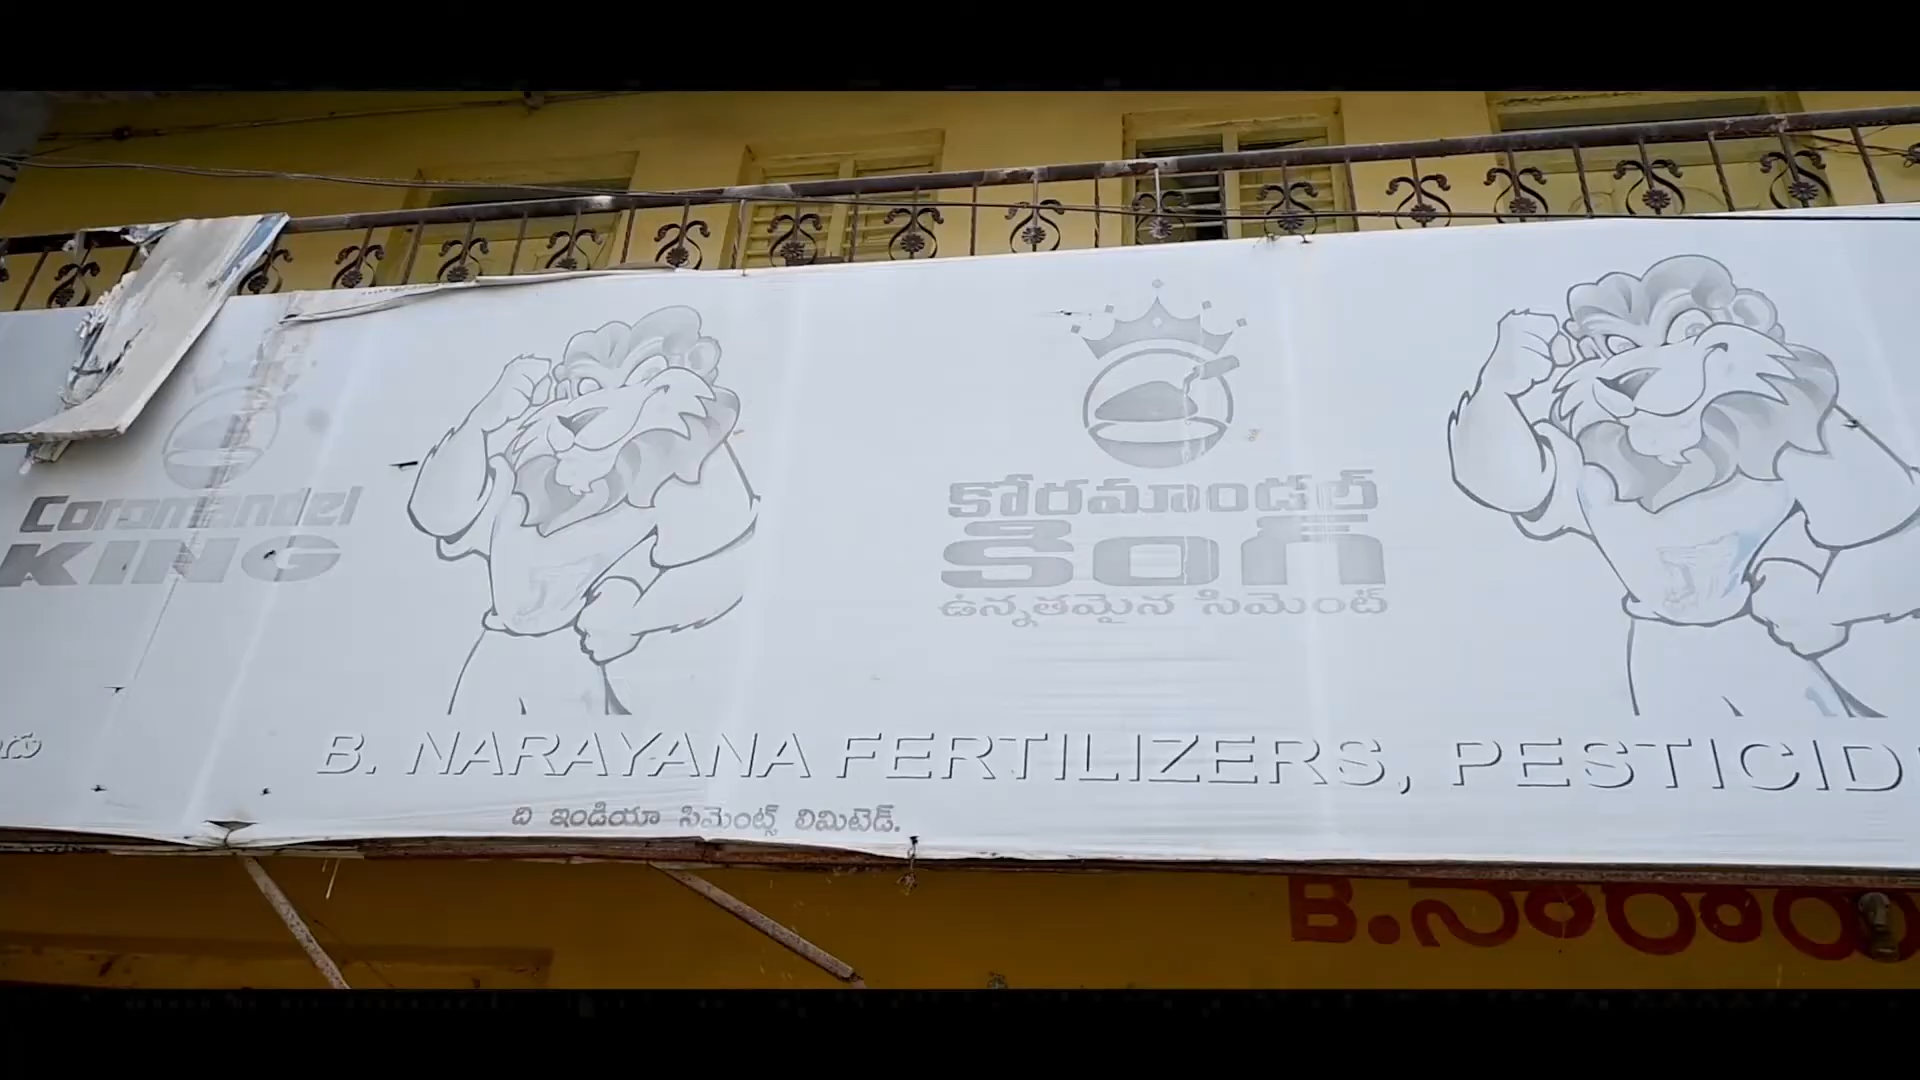 Coromandel
KING
కోరమాండల్
కింగ్
ఉన్నతమైన సిమెంట్
B. NARAYANA FERTILIZERS, PESTICID
ది ఇండియా సిమెంట్స్ లిమిటెడ్.
B.నారాయ